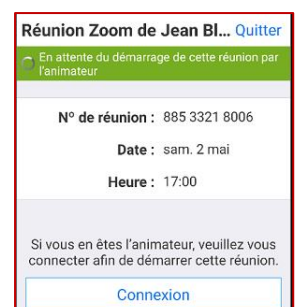 Réunion Zoom de Jean Bl... Quitter
En attente du démarrage de cette réunion par
l'animateur
Nº de réunion : 885 3321 8006
Date : sam. 2 mai
Heure : 17:00
Si vous en êtes l'animateur, veuillez vous
connecter afin de démarrer cette réunion.
Connexion